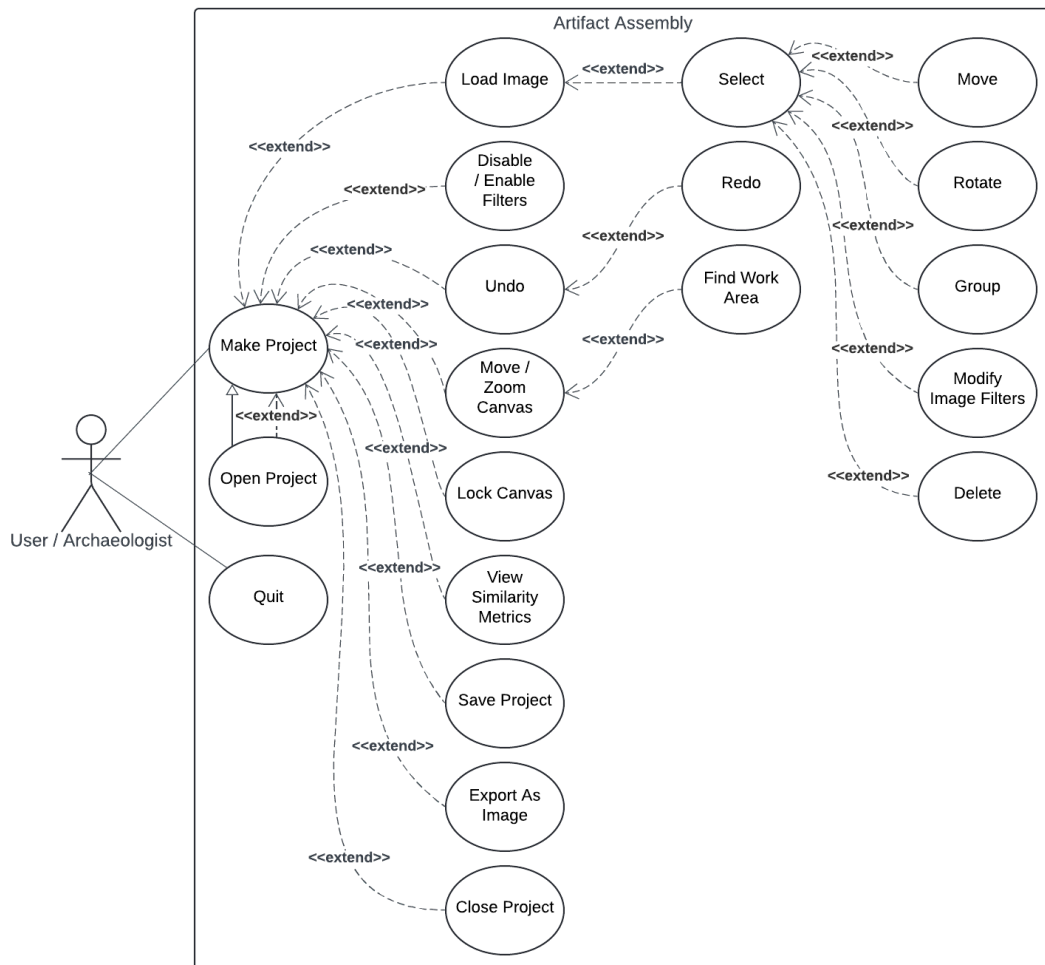 Artifact Assembly
Load Image
<<extend>>
Select
<<extend>>
Move
<<extend>>
Disable
/ Enable
Filters
<<extend>>
Redo
<<extend>>
Rotate
<<extend>>
Undo
<<extend>>
Find Work
Area
<<extend>>
Group
<<extend>>
Make Project
<<extend>>
<<extend>>
Move /
Zoom
Canvas
<<extend>>
<<extend>>
Modify
Image Filters
<<extend>>
<<extend>>
Open Project
Lock Canvas
<<extend>>
Delete
User / Archaeologist
<<extend>>
Quit
View
Similarity
Metrics
Save Project
<<extend>>
Export As
Image
<<extend>>
Close Project